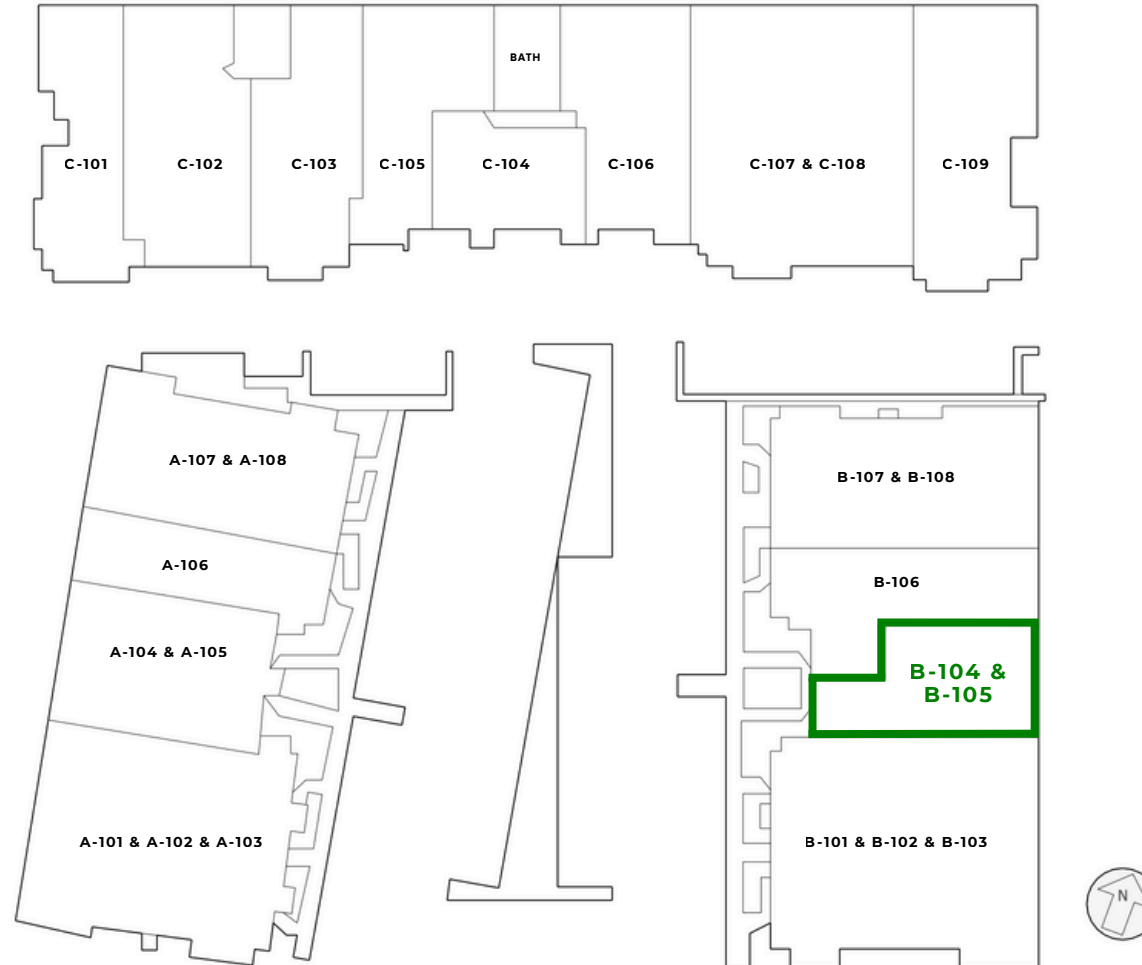 BATH
C-101
C-102
C-103
C-105
C-104
C-106
C-107 & C-108
C-109
A-107 & A-108
A-106
A-104 & A-105
A-101 & A-102 & A-103
B-107 & B-108
B-106
B-104 &
B-105
B-101 & B-102 & B-103
N